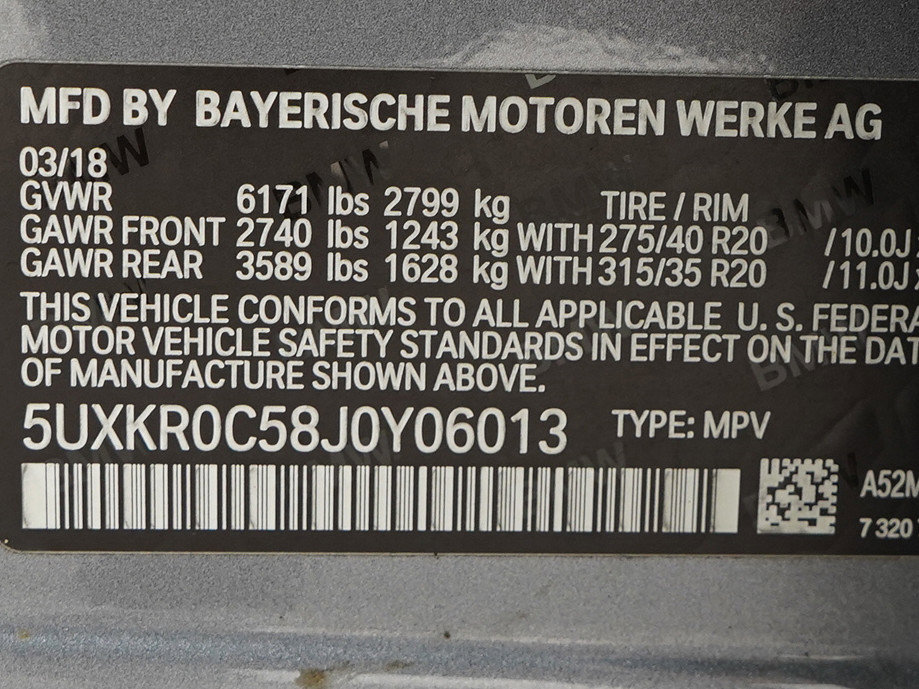 MFD BY BAYERISCHE MOTOREN WERKE AG
03/18
GVWR 6171 lbs 2799 kg TIRE / RIM
GAWR FRONT 2740 lbs 1243 kg WITH 275/40 R20 /10.0J
GAWR REAR 3589 lbs 1628 kg WITH 315/35 R20 /11.0J
THIS VEHICLE CONFORMS TO ALL APPLICABLE U. S. FEDERA
MOTOR VEHICLE SAFETY STANDARDS IN EFFECT ON THE DAT
OF MANUFACTURE SHOWN ABOVE.
5UXKR0C58J0Y06013 TYPE: MPV
A52M
7 320